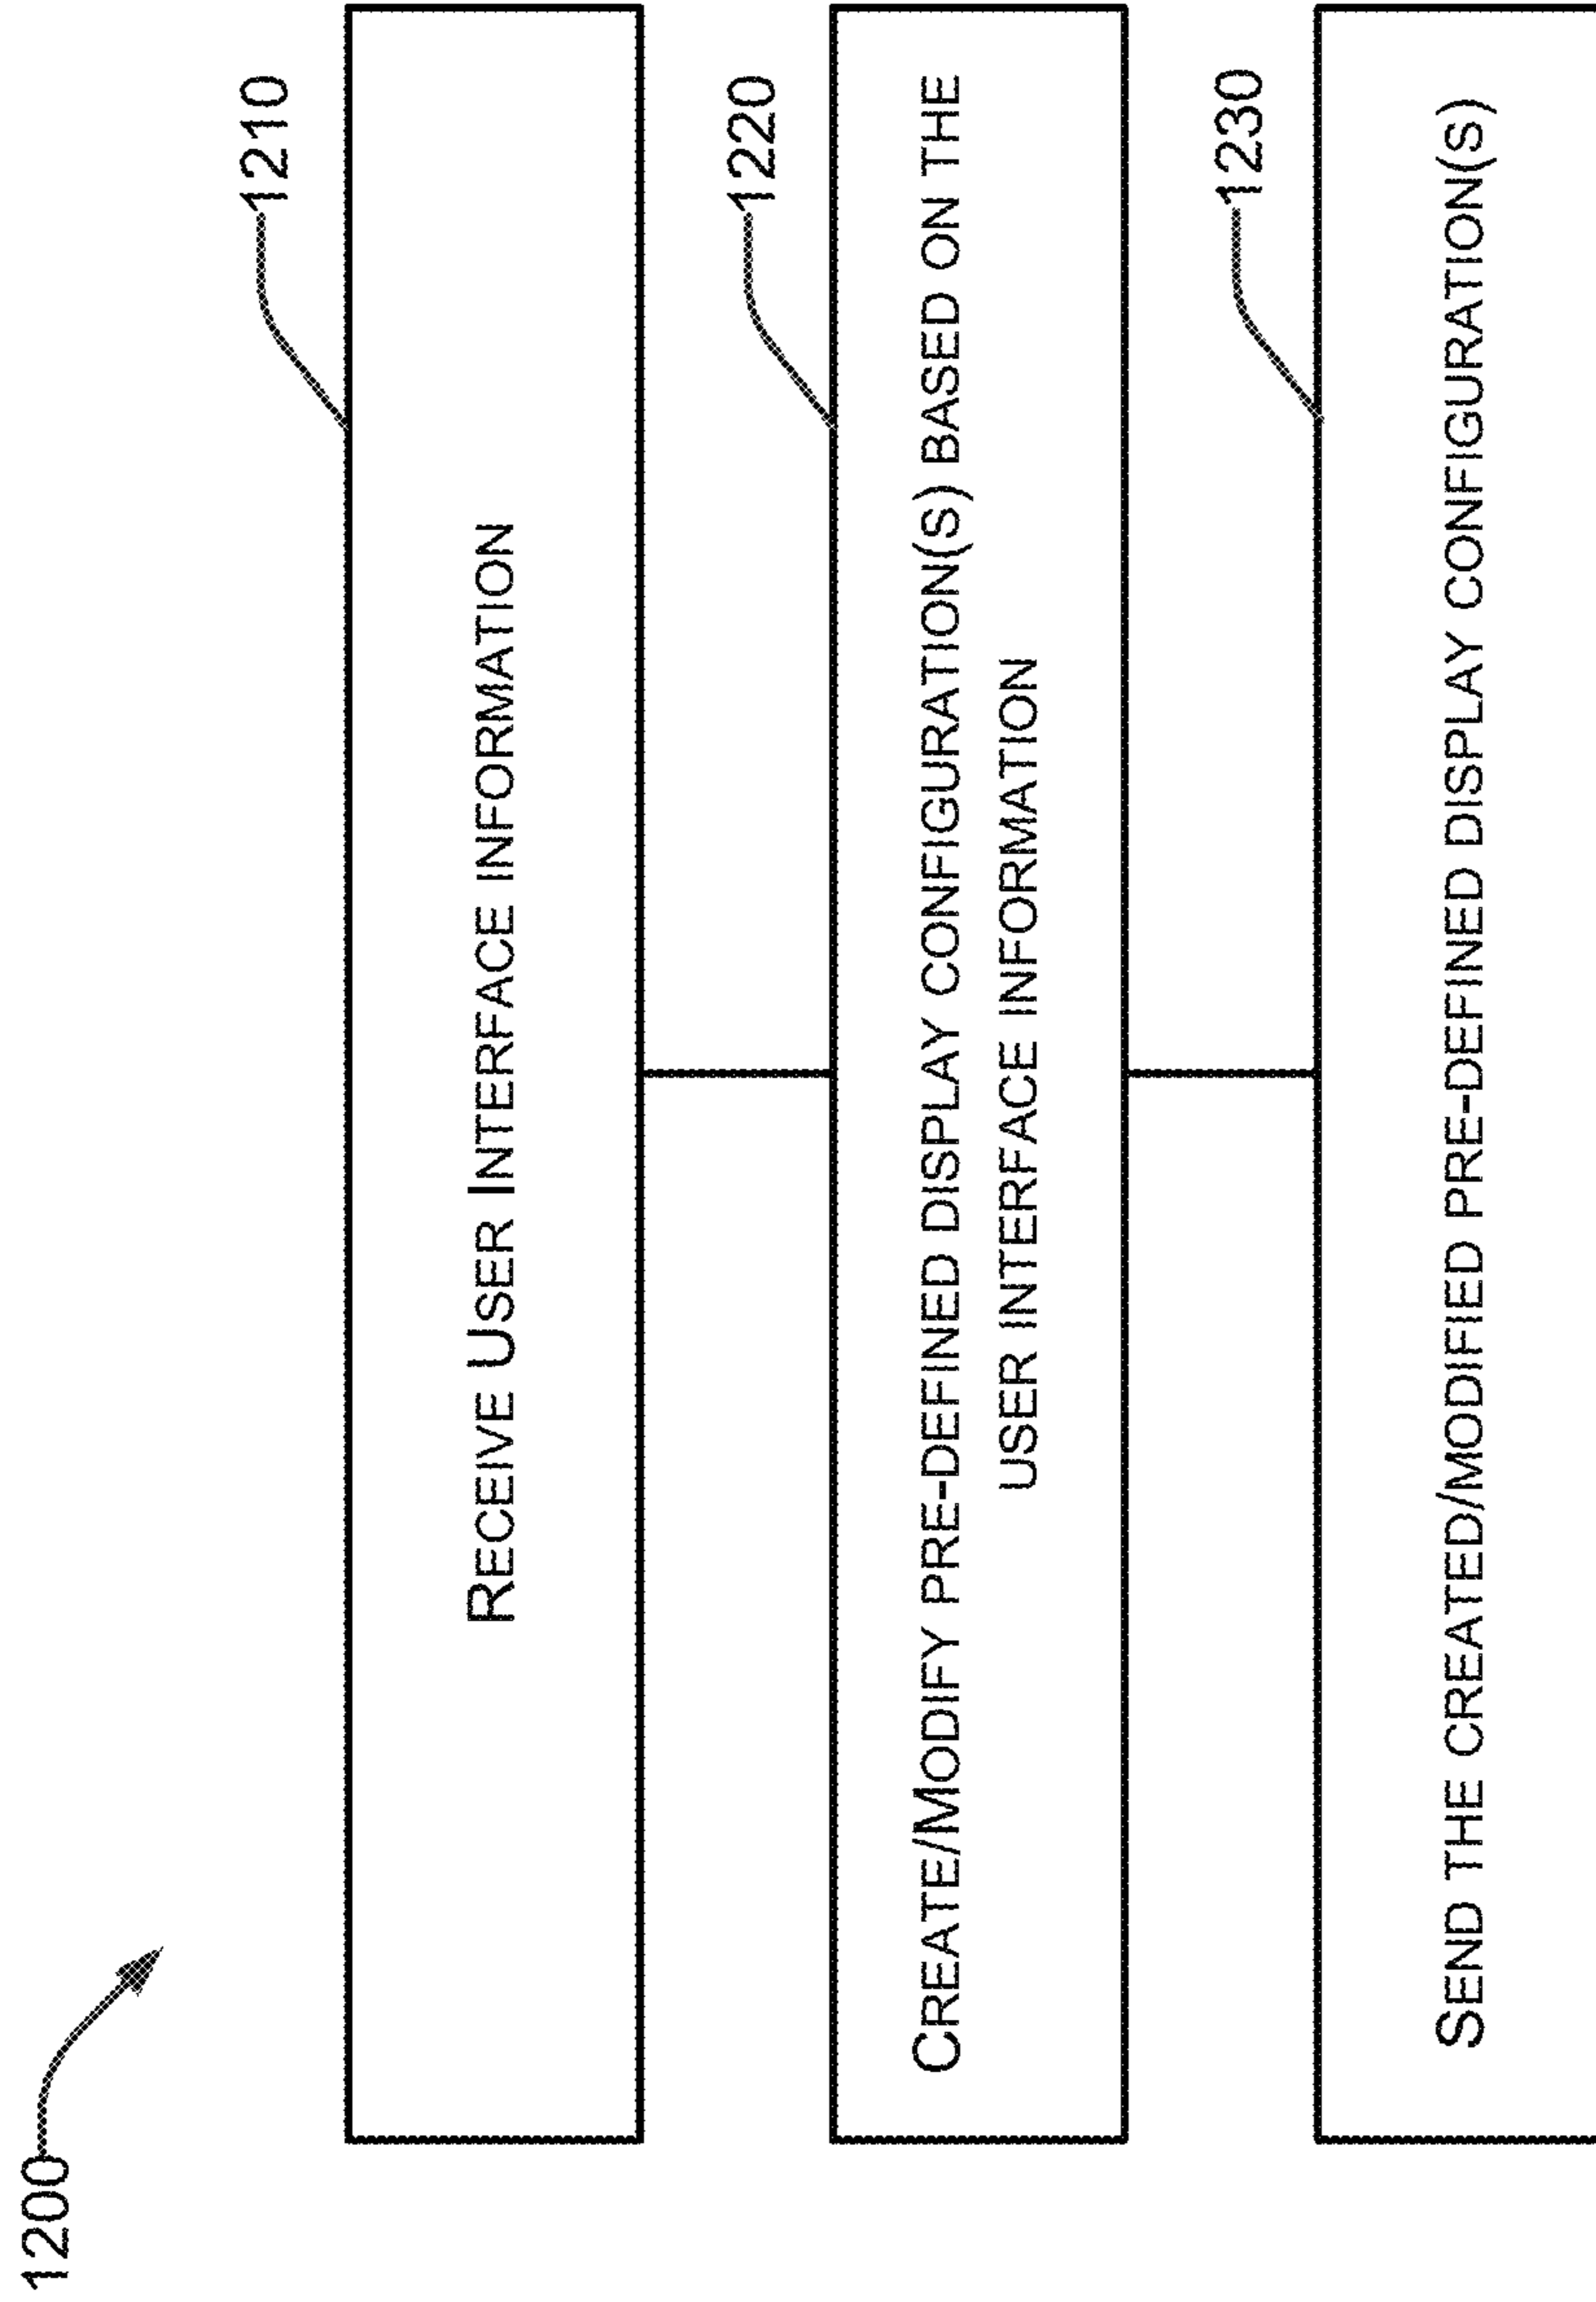 1200
1210
RECEIVE USER INTERFACE INFORMATION
1220
CREATE/MODIFY PRE-DEFINED DISPLAY CONFIGURATION(S) BASED ON THE
USER INTERFACE INFORMATION
1230
SEND THE CREATED/MODIFIED PRE-DEFINED DISPLAY CONFIGURATION(S)